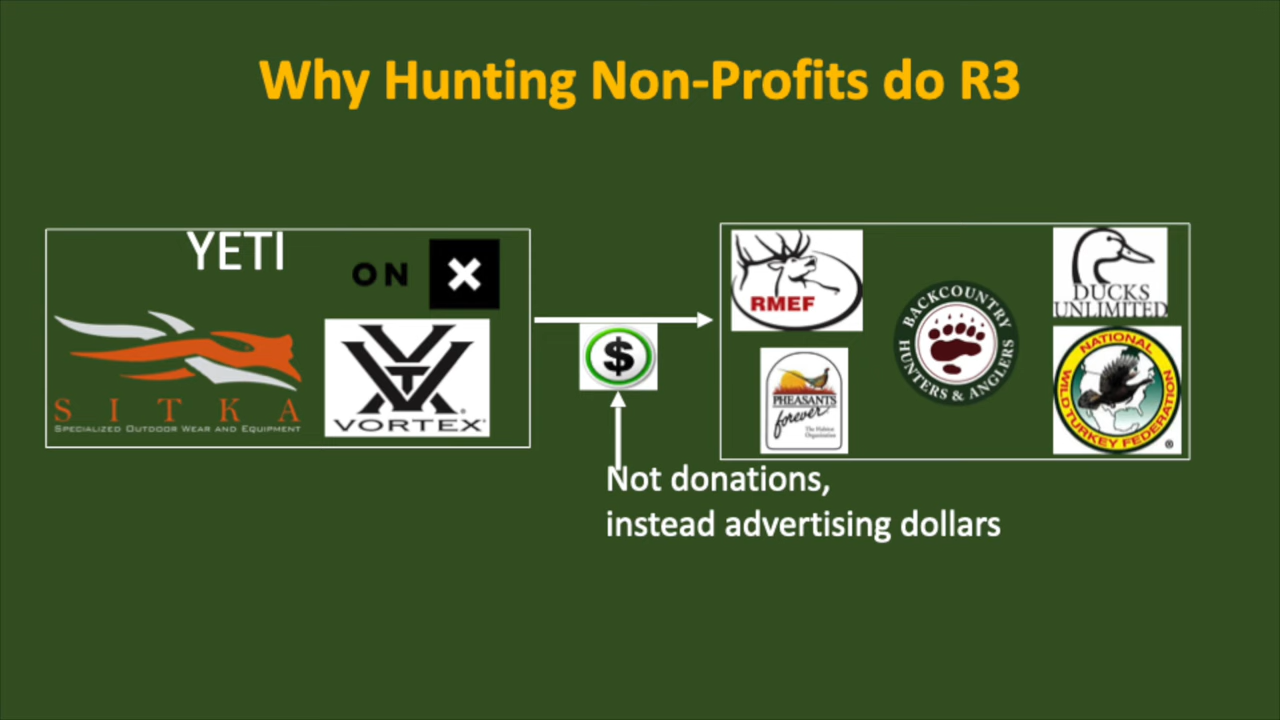 Why Hunting Non-Profits do R3
YETI
ON X
SITKA
SPECIALIZED OUTDOOR WEAR AND EQUIPMENT
VORTEX®
$
RMEF
BACKCOUNTRY
HUNTERS & ANGLERS
DUCKS
UNLIMITED
PHEASANTS
forever
The Habitat
Organization
NATIONAL
WILD TURKEY FEDERATION
®
Not donations,
instead advertising dollars